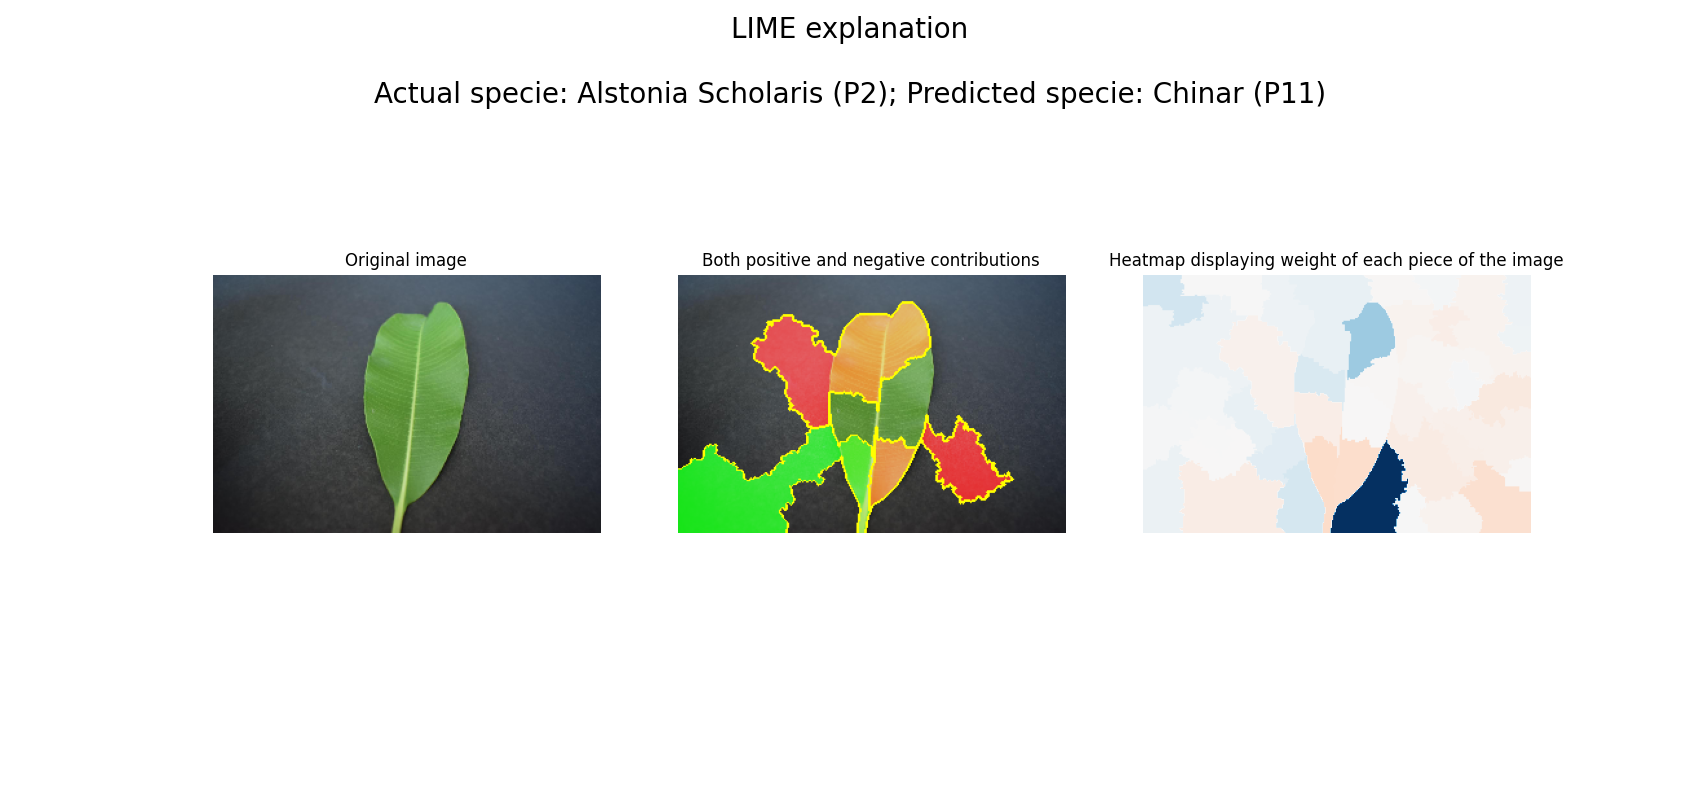 LIME explanation
Actual specie: Alstonia Scholaris (P2); Predicted specie: Chinar (P11)
Original image
Both positive and negative contributions
Heatmap displaying weight of each piece of the image